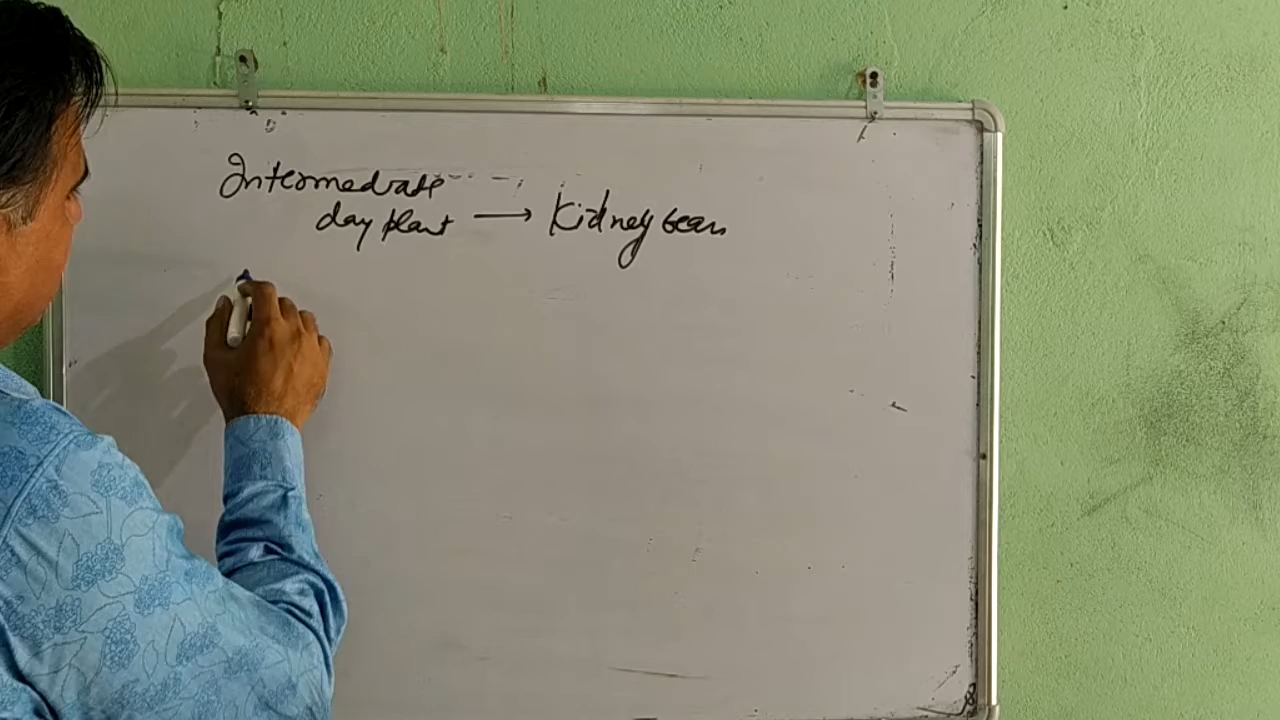 Intermediate
day plant → Kidney bean